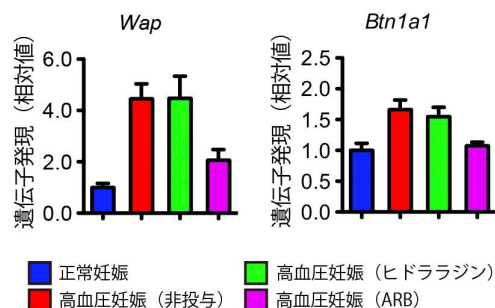 Wap
遺伝子発現（相対値）
6.0
4.0
2.0
0.0
Btn1a1
遺伝子発現（相対値）
2.5
2.0
1.5
1.0
0.5
0.0
正常妊娠
高血圧妊娠（非投与）
高血圧妊娠（ヒドララジン）
高血圧妊娠（ARB）